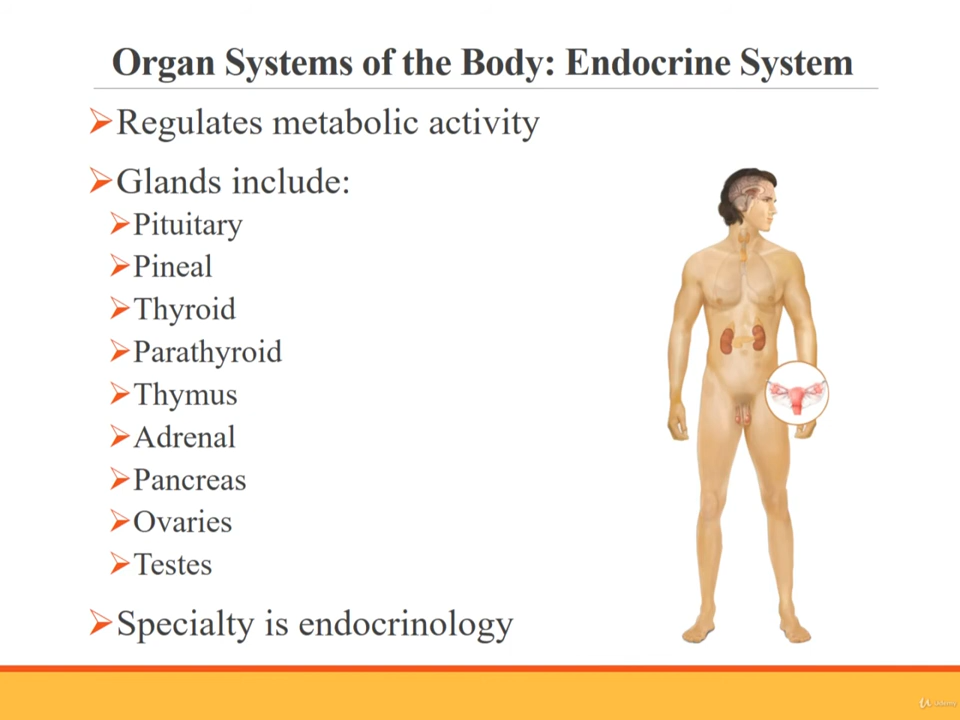 Organ Systems of the Body: Endocrine System
Regulates metabolic activity
Glands include:
Pituitary
Pineal
Thyroid
Parathyroid
Thymus
Adrenal
Pancreas
Ovaries
Testes
Specialty is endocrinology
Udemy